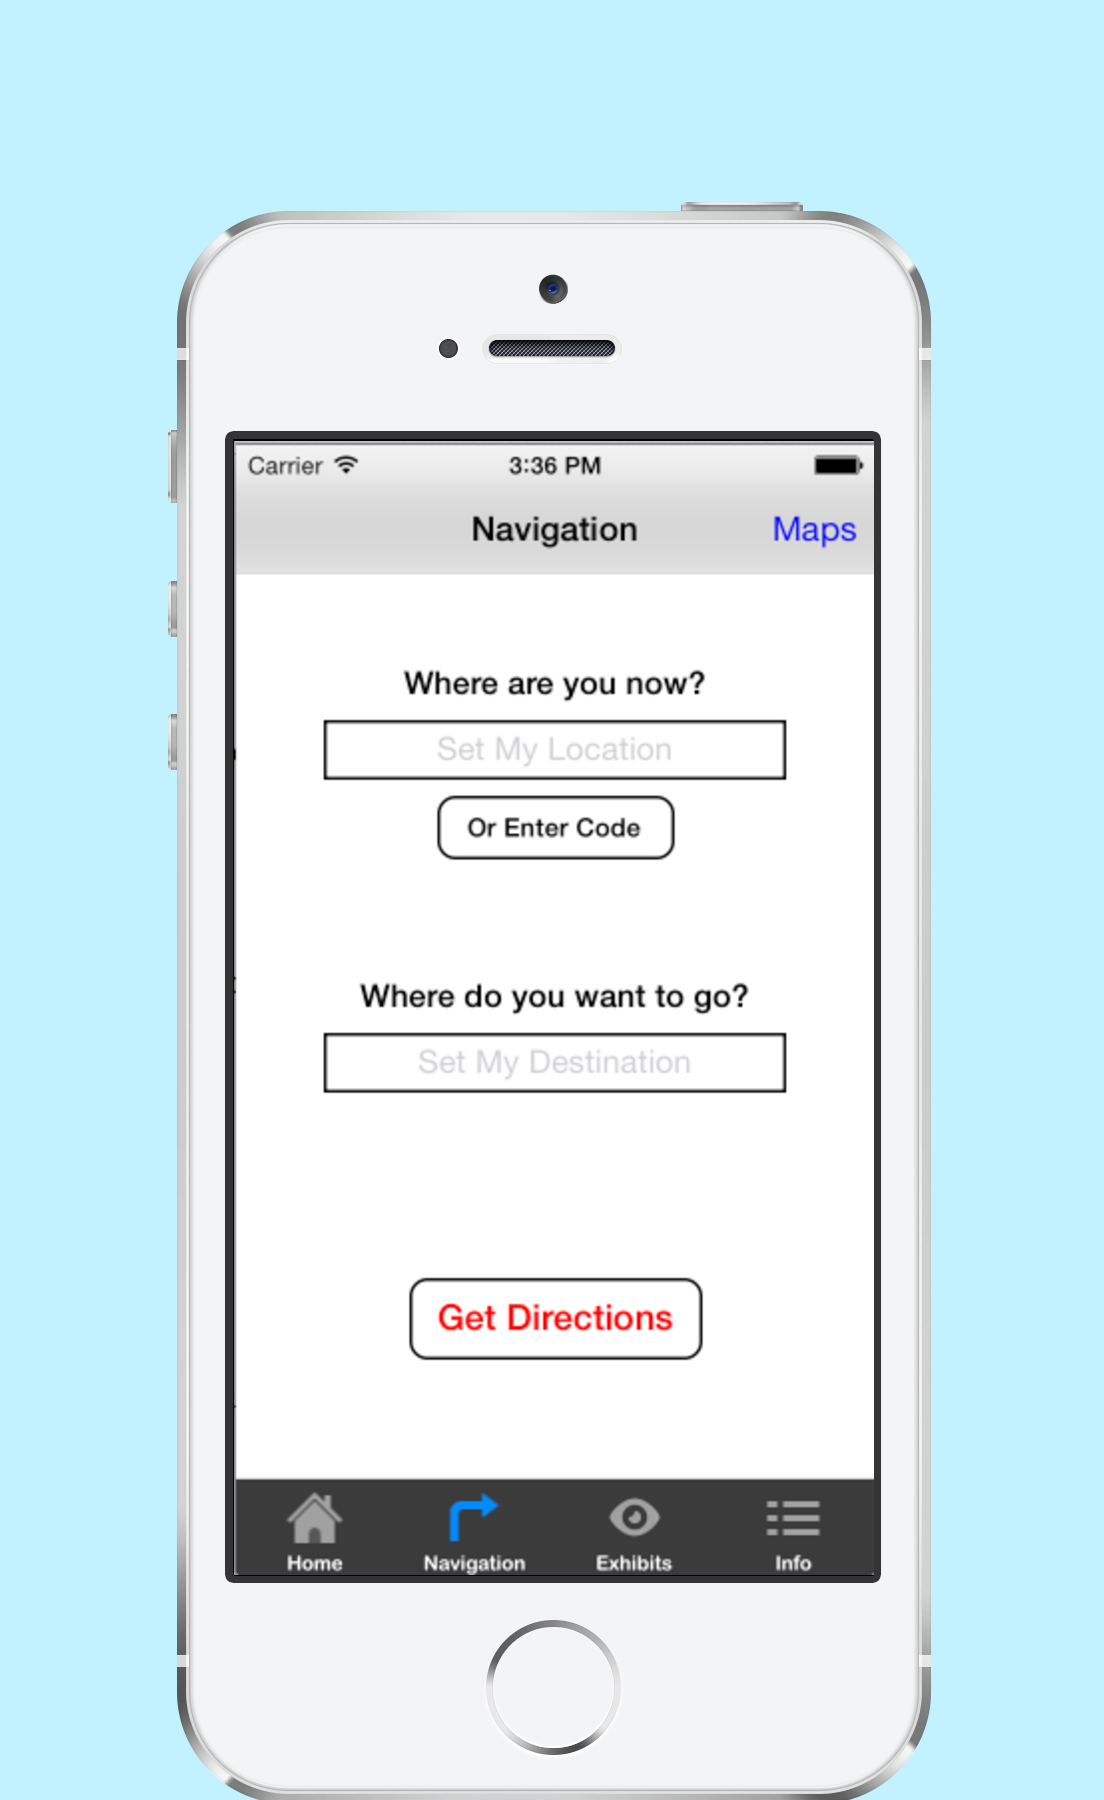 Carrier 3:36 PM
Navigation Maps
Where are you now?
Set My Location
Or Enter Code
Where do you want to go?
Set My Destination
Get Directions
Home Navigation Exhibits Info